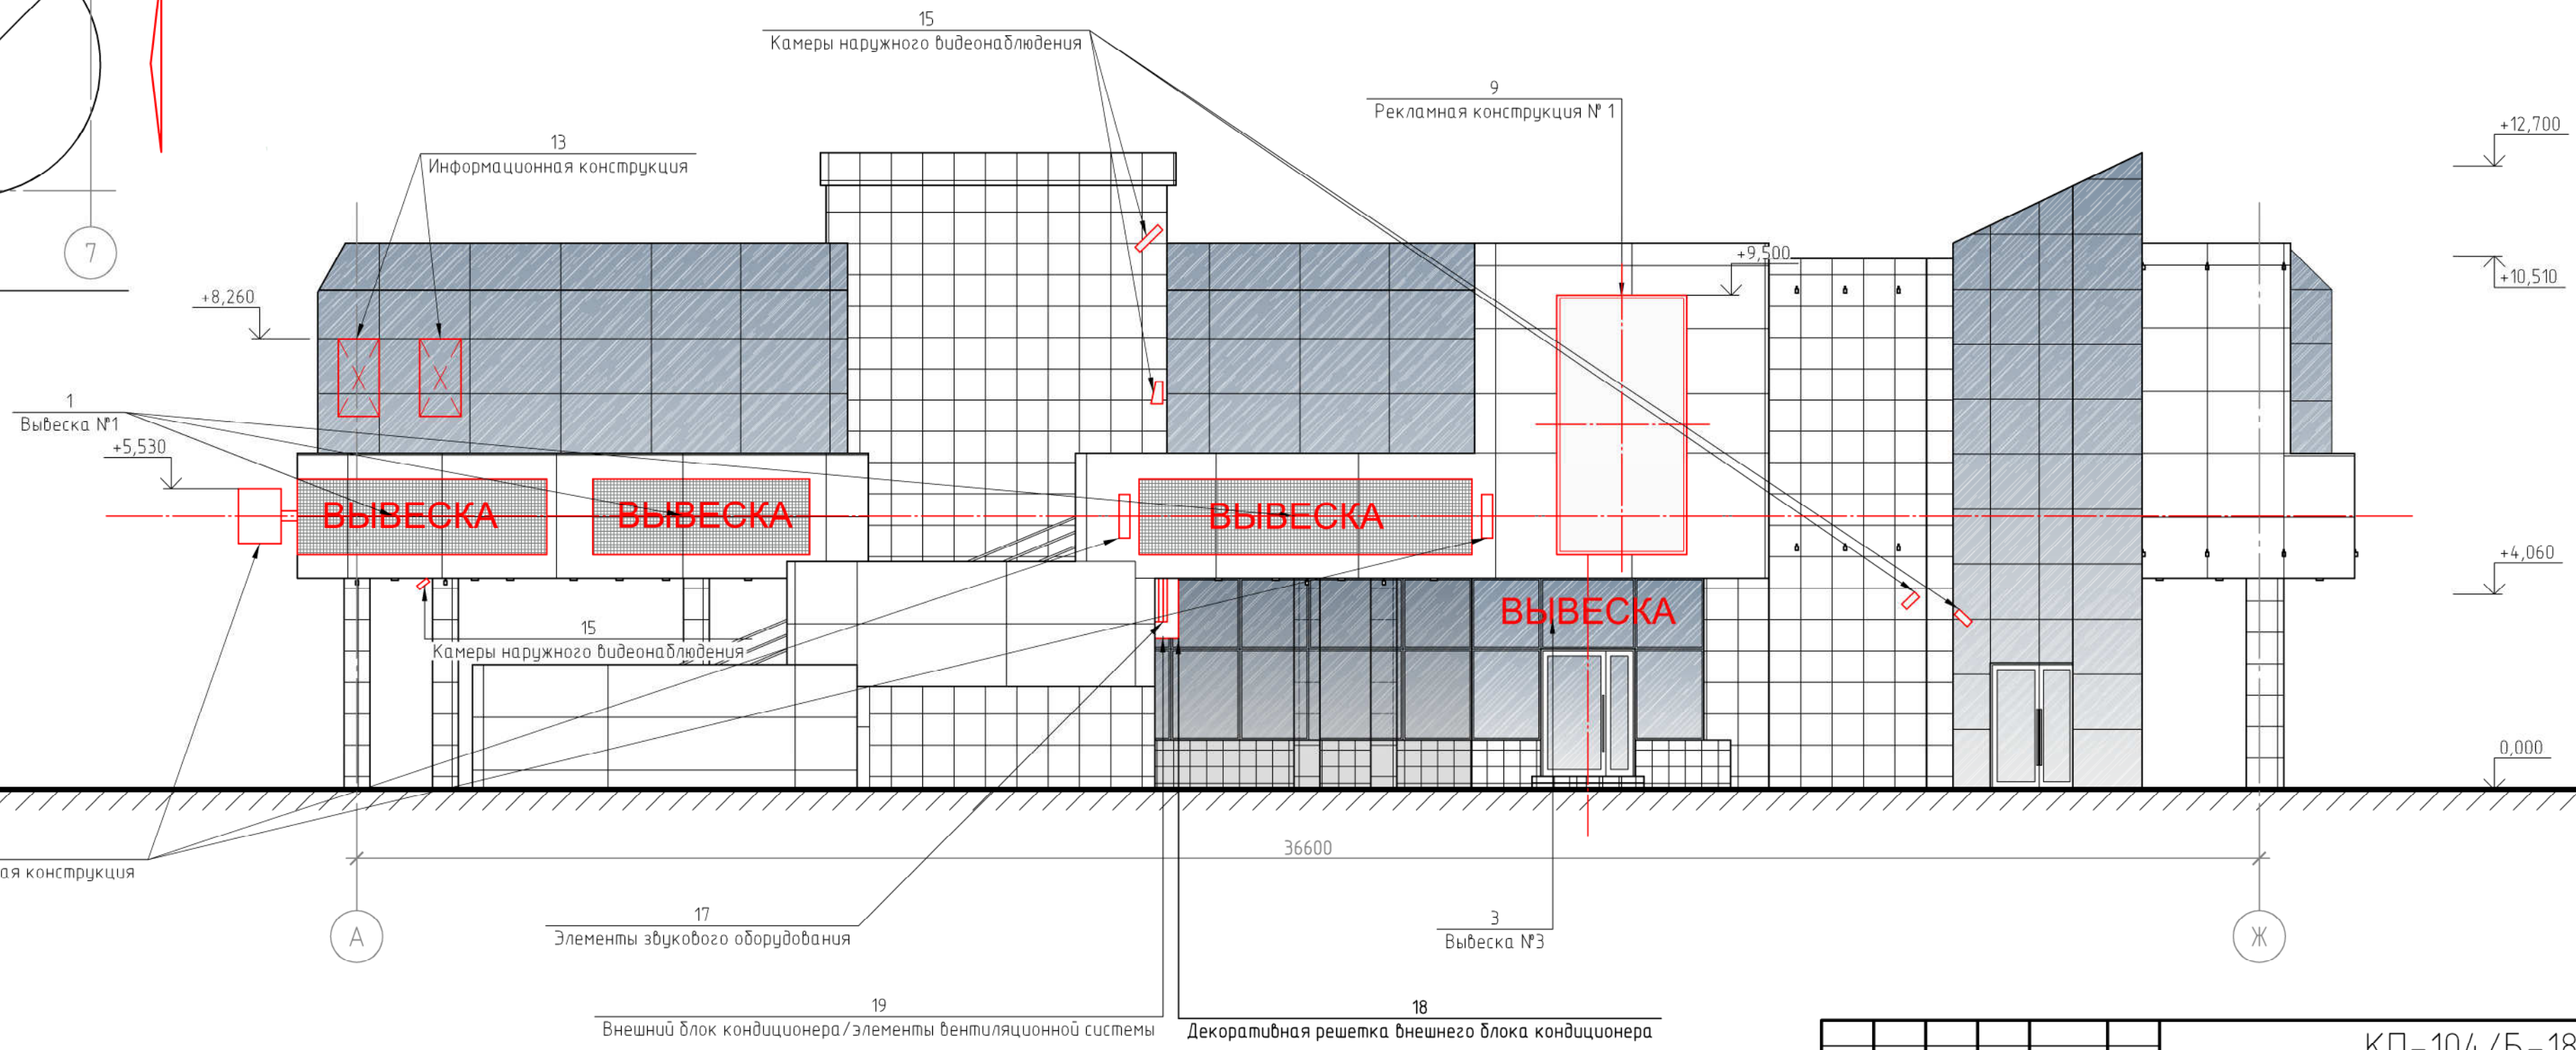 15
Камеры наружного видеонаблюдения
9
Рекламная конструкция № 1
+12,700
13
Информационная конструкция
7
+9,500
+10,510
+8,260
1
Вывеска №1
+5,530
ВЫВЕСКА
ВЫВЕСКА
ВЫВЕСКА
+4,060
ВЫВЕСКА
15
Камеры наружного видеонаблюдения
0,000
36600
ая конструкция
17
Элементы звукового оборудования
3
Вывеска №3
А
Ж
19
Внешний блок кондиционера/элементы вентиляционной системы
18
Декоративная решетка внешнего блока кондиционера
КП-104/Б-18